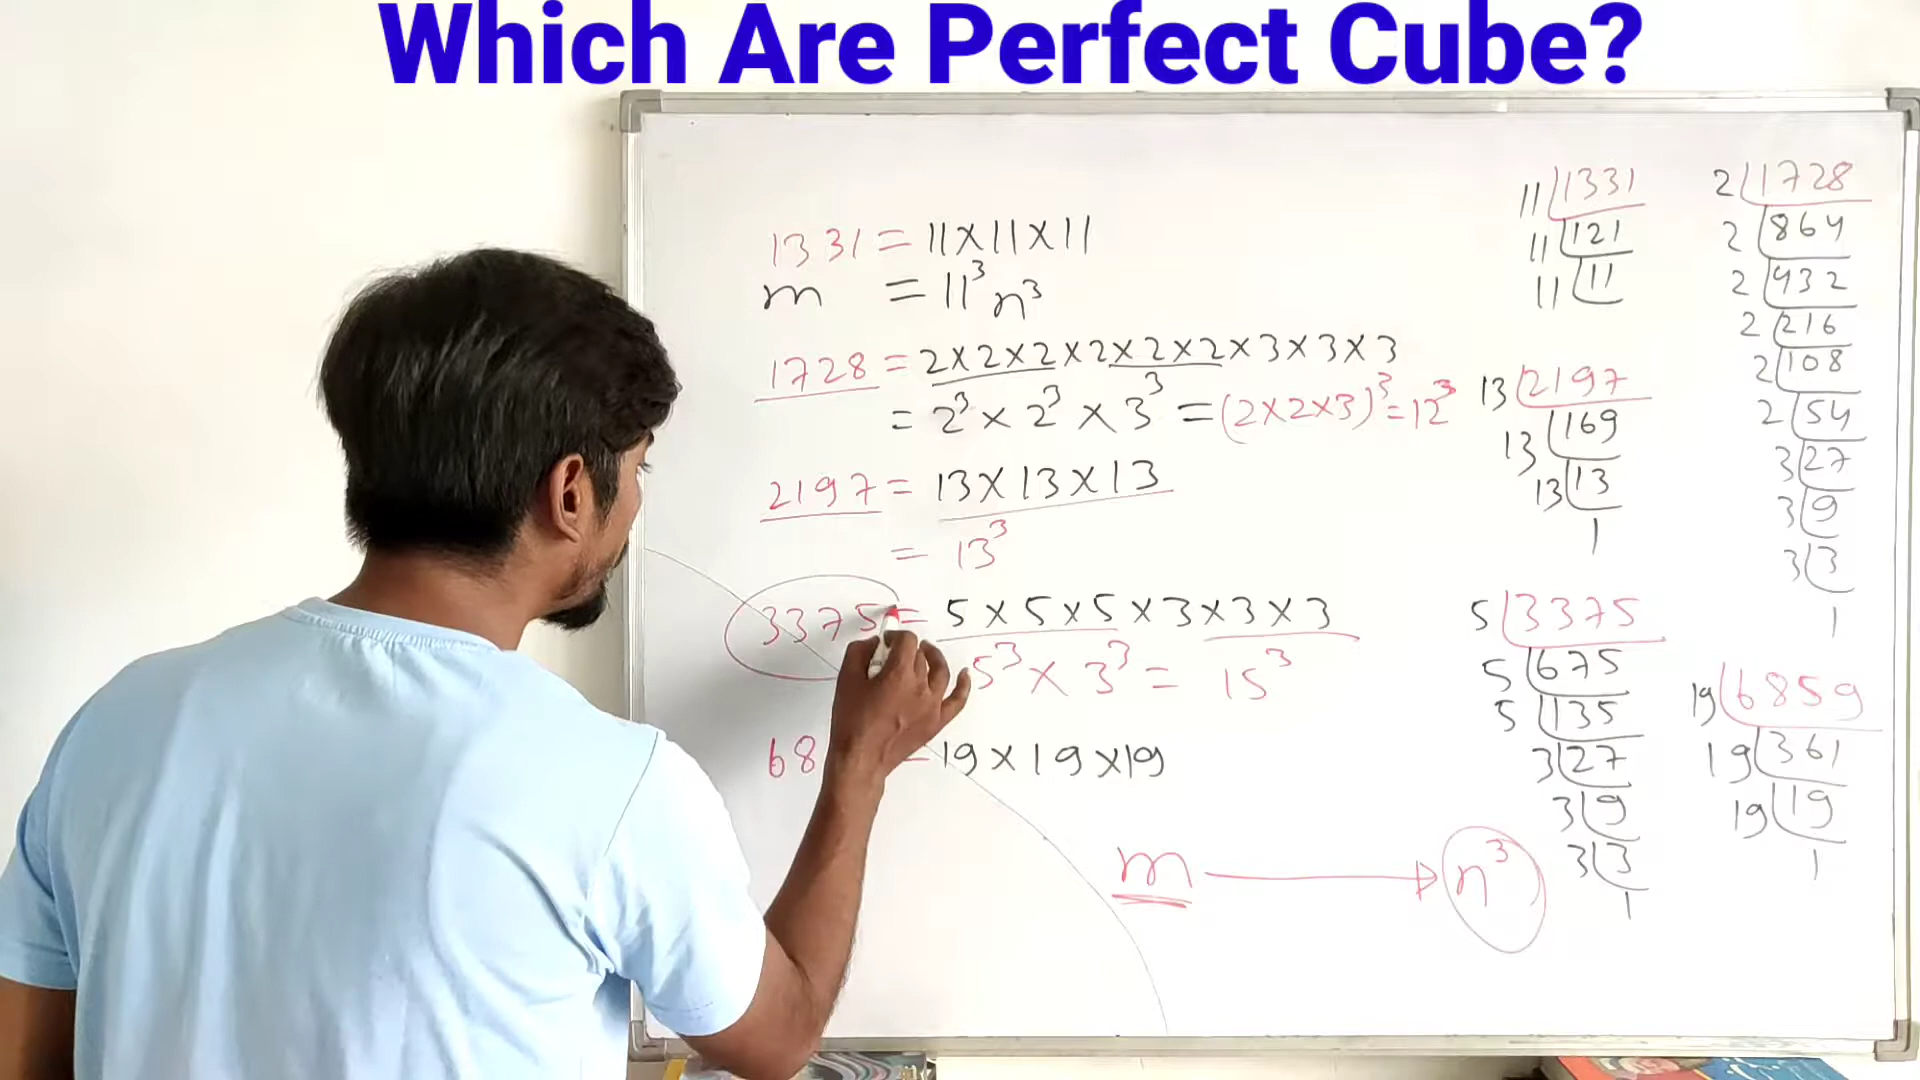 Which Are Perfect Cube?
1331 = 11×11×11
m = 11³ n³
1728 = 2×2×2×2×2×2×3×3×3
= 2³ × 2³ × 3³ = (2×2×3)³ = 12³
2197 = 13×13×13
= 13³
3375 = 5×5×5×3×3×3
5³ × 3³ = 15³
68 = 19×19×19
m n³
11 1331
11 121
11 11
13 2197
13 169
13 13
1
5 3375
5 675
5 135
3 27
3 9
3 3
1
2 1728
2 864
2 432
2 216
2 108
2 54
3 27
3 9
3 3
1
19 6859
19 361
19 19
1